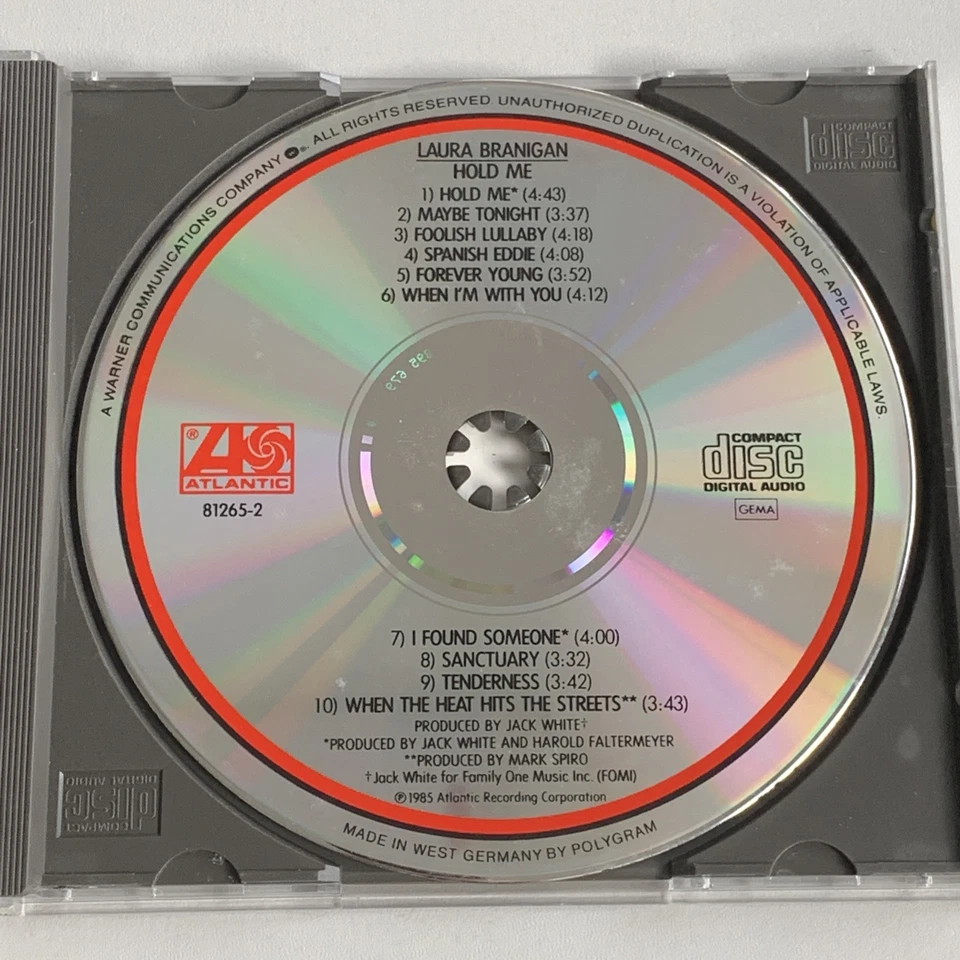 A WARNER COMMUNICATIONS COMPANY ®. ALL RIGHTS RESERVED. UNAUTHORIZED DUPLICATION IS A VIOLATION OF APPLICABLE LAWS.
LAURA BRANIGAN
HOLD ME
1) HOLD ME* (4:43)
2) MAYBE TONIGHT (3:37)
3) FOOLISH LULLABY (4:18)
4) SPANISH EDDIE (4:08)
5) FOREVER YOUNG (3:52)
6) WHEN I'M WITH YOU (4:12)
COMPACT
disc
DIGITAL AUDIO
395 679
®
ATLANTIC
81265-2
COMPACT
disc
DIGITAL AUDIO
GEMA
7) I FOUND SOMEONE* (4:00)
8) SANCTUARY (3:32)
9) TENDERNESS (3:42)
10) WHEN THE HEAT HITS THE STREETS** (3:43)
PRODUCED BY JACK WHITE†
*PRODUCED BY JACK WHITE AND HAROLD FALTERMEYER
**PRODUCED BY MARK SPIRO
†Jack White for Family One Music Inc. (FOMI)
℗1985 Atlantic Recording Corporation
MADE IN WEST GERMANY BY POLYGRAM
COMPACT
disc
DIGITAL AUDIO